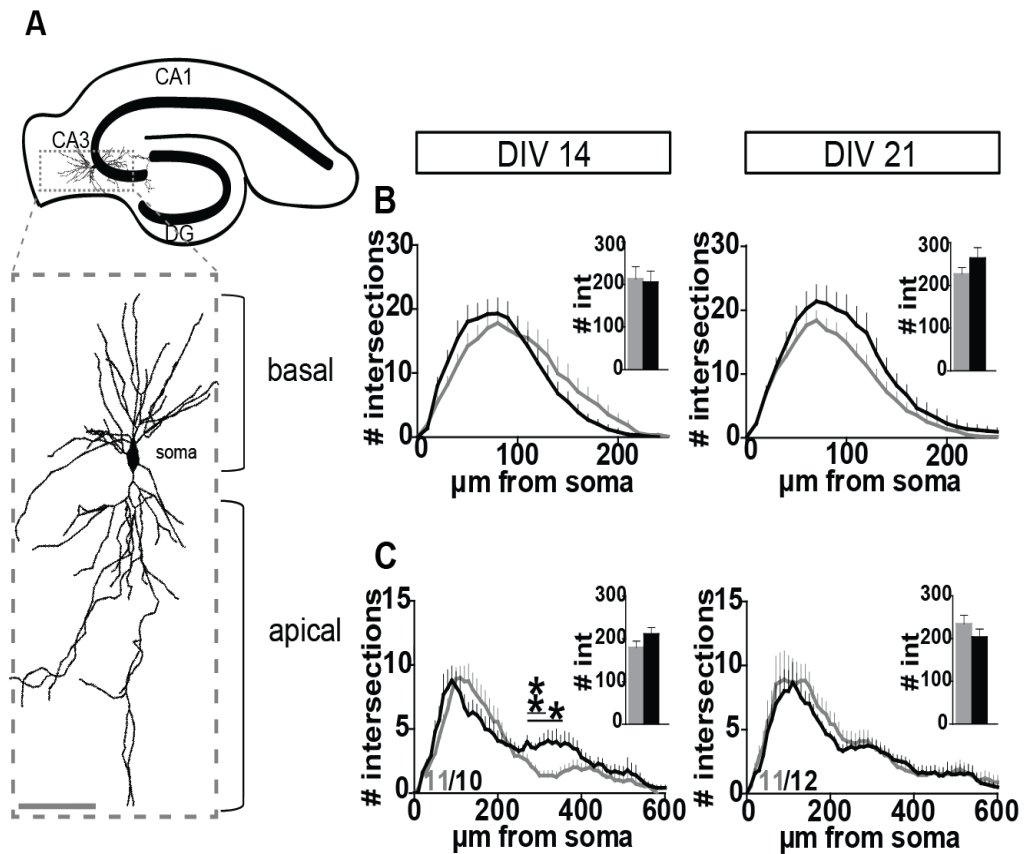 A
CA1
CA3
DG
basal
soma
apical
DIV 14
DIV 21
B
# intersections
30
20
10
0
0
100
200
µm from soma
# int
300
200
100
0
# intersections
30
20
10
0
0
100
200
µm from soma
# int
300
200
100
0
C
# intersections
15
10
5
0
0
200
400
600
µm from soma
*
* *
11/10
# int
300
200
100
0
# intersections
15
10
5
0
0
200
400
600
µm from soma
11/12
# int
300
200
100
0